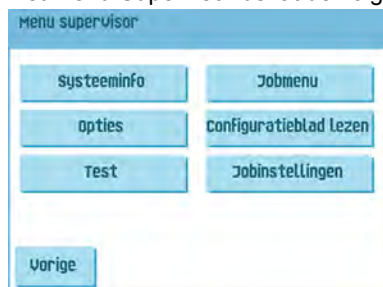 Menu supervisor
Systeeminfo
Jobmenu
Opties
Configuratieblad lezen
Test
Jobinstellingen
Vorige